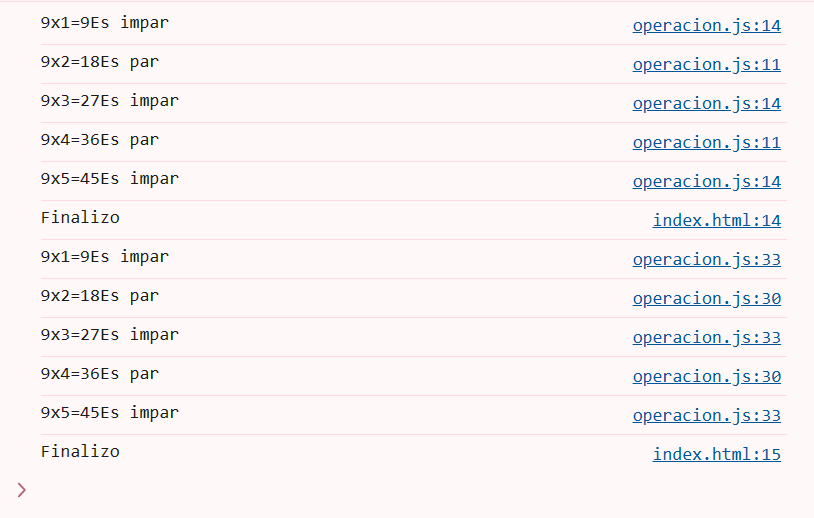 9x1=9Es impar operacion.js:14
9x2=18Es par operacion.js:11
9x3=27Es impar operacion.js:14
9x4=36Es par operacion.js:11
9x5=45Es impar operacion.js:14
Finalizo index.html:14
9x1=9Es impar operacion.js:33
9x2=18Es par operacion.js:30
9x3=27Es impar operacion.js:33
9x4=36Es par operacion.js:30
9x5=45Es impar operacion.js:33
Finalizo index.html:15